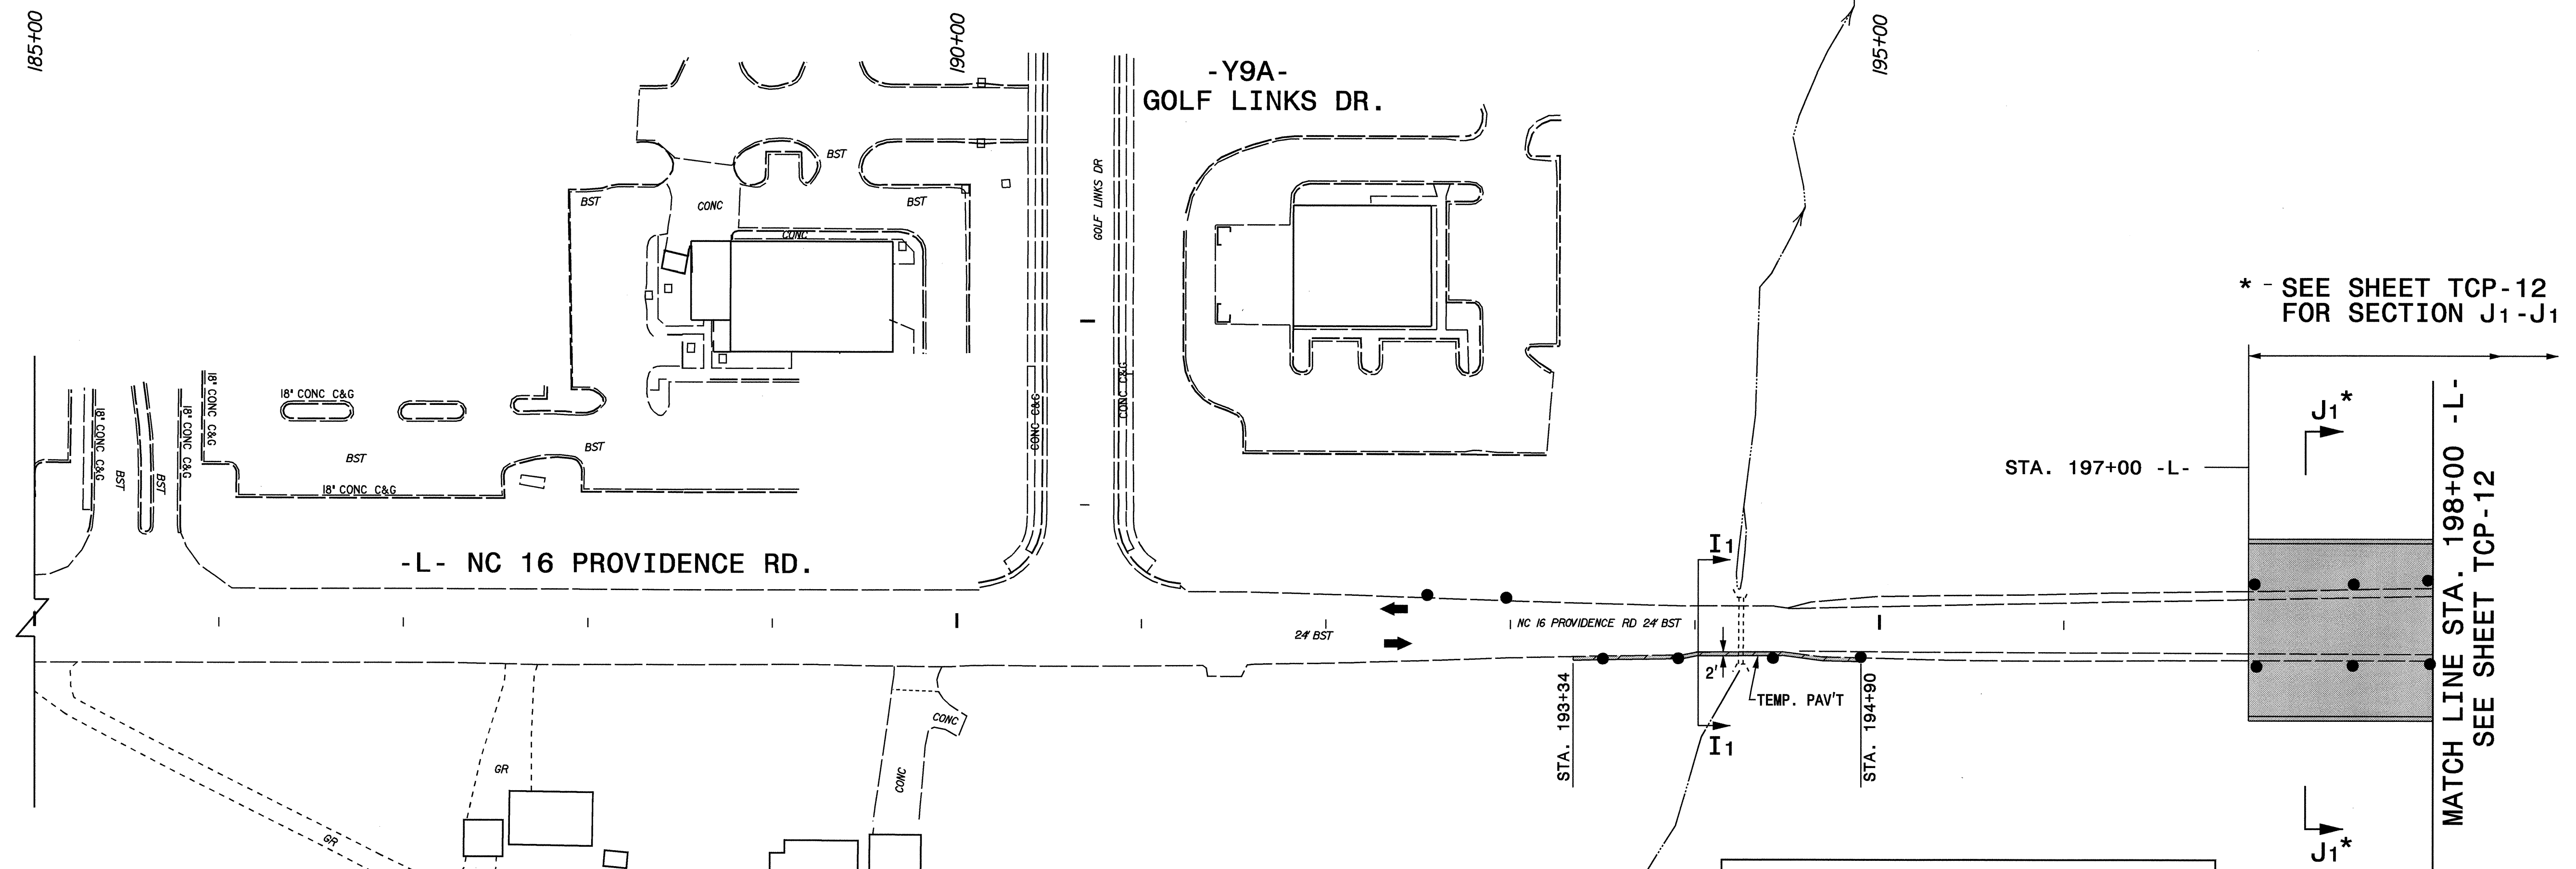 185+00
190+00
195+00
-Y9A-
GOLF LINKS DR.
BST
GOLF LINKS DR
BST
CONC
BST
CONC
* - SEE SHEET TCP-12
FOR SECTION J1-J1
18" CONC C&G
18" CONC C&G
18" CONC C&G
18" CONC C&G
CONC C&G
CONC C&G
J1*
BST
BST
BST
BST
18" CONC C&G
STA. 197+00 -L-
MATCH LINE STA. 198+00 -L-
SEE SHEET TCP-12
-L- NC 16 PROVIDENCE RD.
I1
NC 16 PROVIDENCE RD 24' BST
24' BST
2'
TEMP. PAV'T
STA. 193+34
STA. 194+90
I1
CONC
CONC
GR
GR
J1*